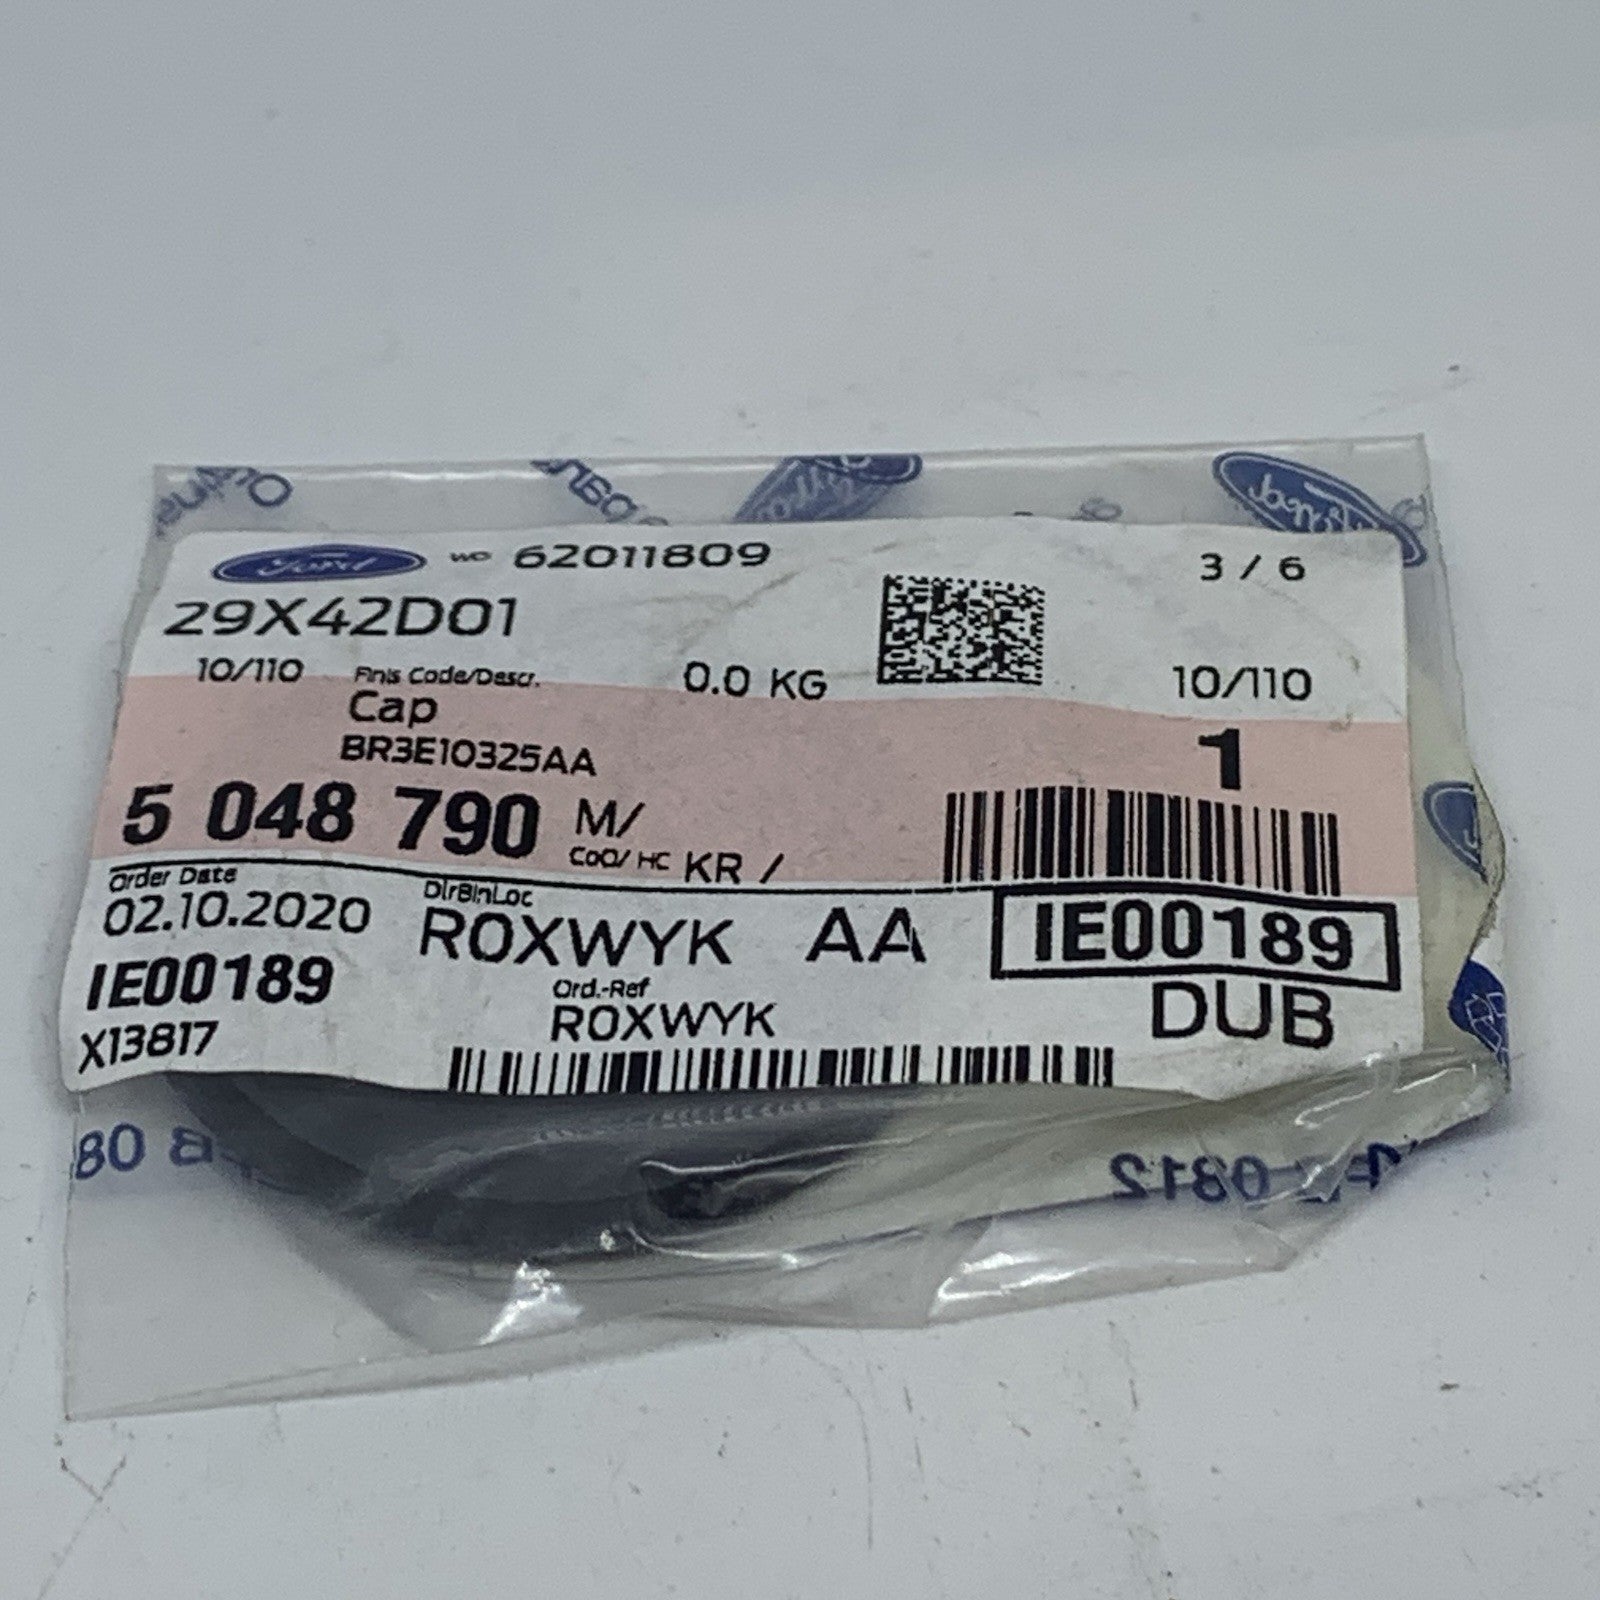 Ford WO 62011809 3 / 6
29X42D01
10/110 Finis Code/Descr. 0.0 KG 10/110
Cap
BR3E10325AA 1
5 048 790 M/
CoO/ HC KR /
Order Date DlrBinLoc
02.10.2020 ROXWYK AA IE00189
IE00189 Ord.-Ref DUB
X13817 ROXWYK